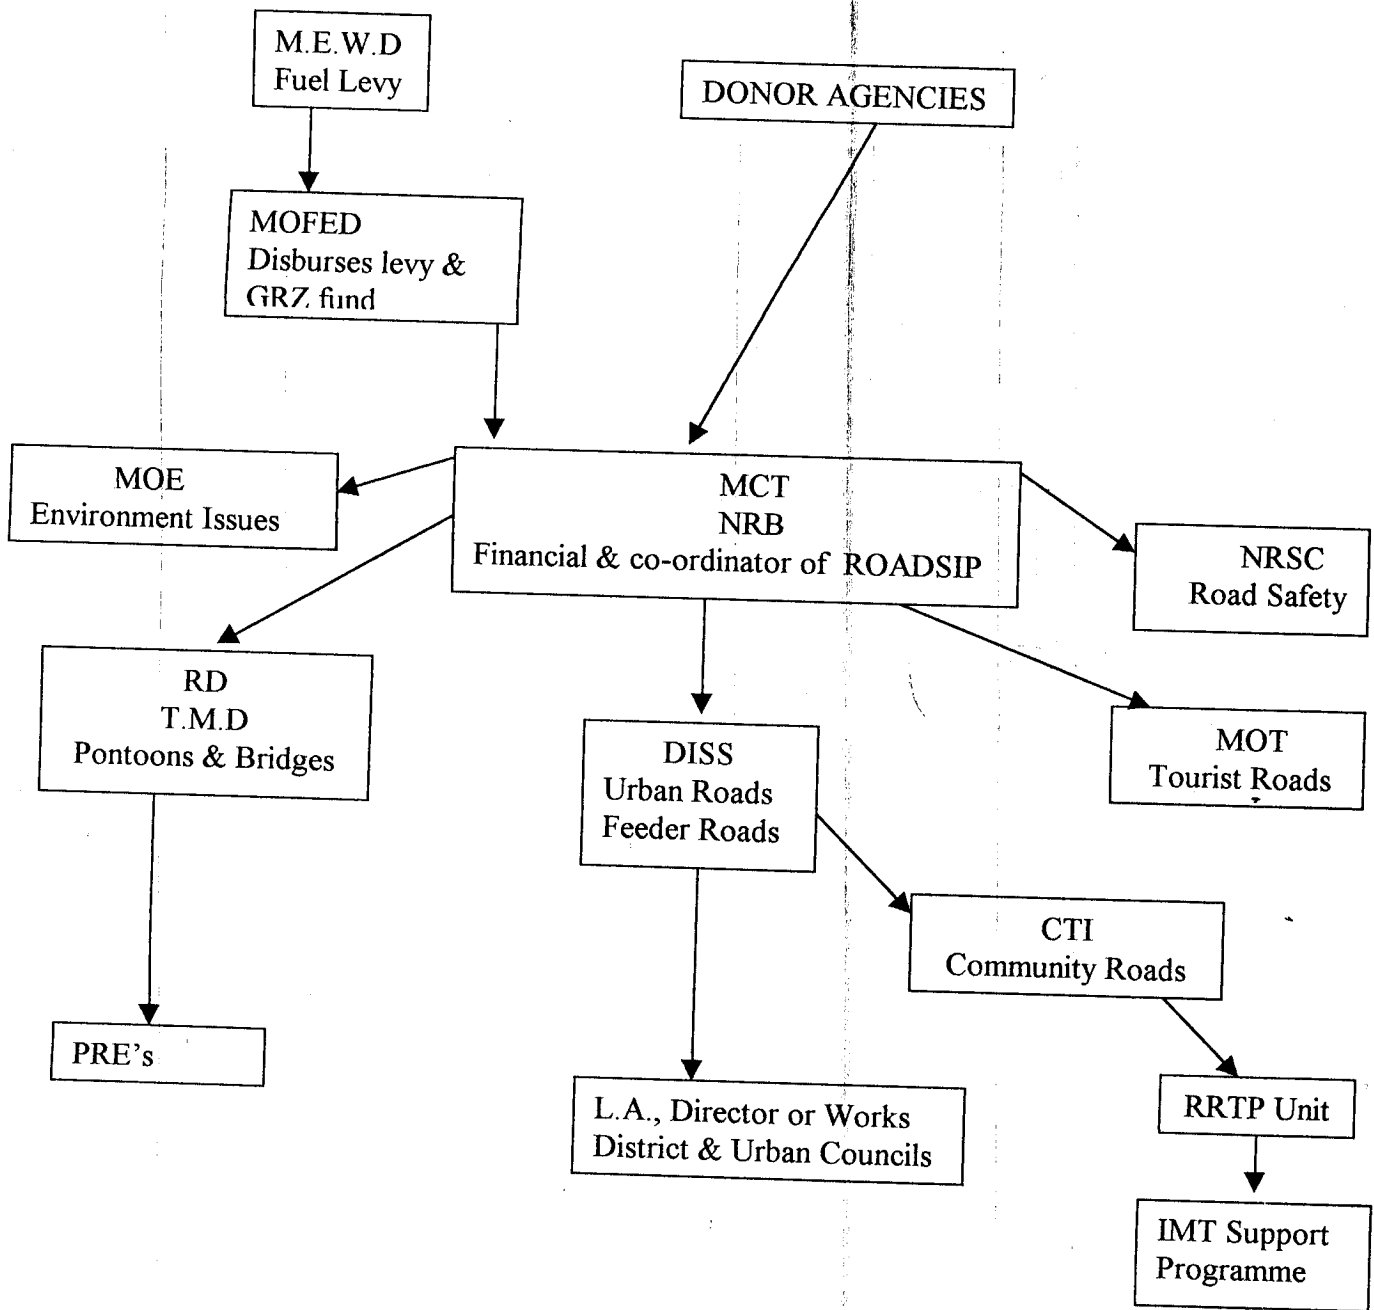 M.E.W.D
Fuel Levy
DONOR AGENCIES
MOFED
Disburses levy &
GRZ fund
MOE
Environment Issues
MCT
NRB
Financial & co-ordinator of ROADSIP
NRSC
Road Safety
RD
T.M.D
Pontoons & Bridges
DISS
Urban Roads
Feeder Roads
MOT
Tourist Roads
CTI
Community Roads
PRE's
L.A., Director or Works
District & Urban Councils
RRTP Unit
IMT Support
Programme